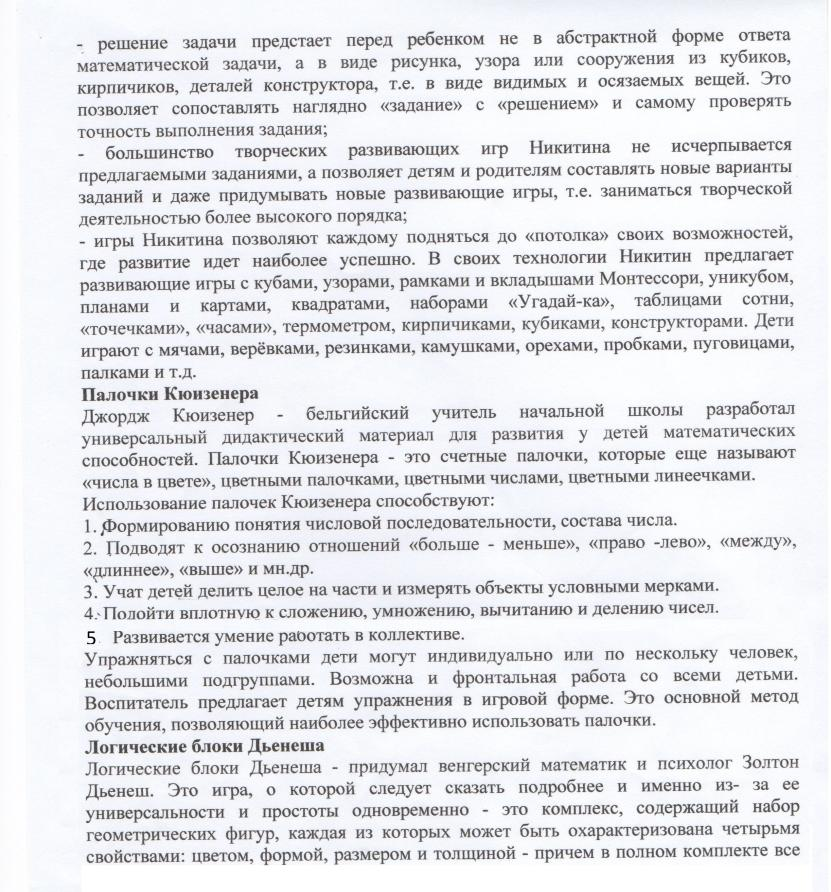 - решение задачи предстает перед ребенком не в абстрактной форме ответа
математической задачи, а в виде рисунка, узора или сооружения из кубиков,
кирпичиков, деталей конструктора, т.е. в виде видимых и осязаемых вещей. Это
позволяет сопоставлять наглядно «задание» с «решением» и самому проверять
точность выполнения задания;
- большинство творческих развивающих игр Никитина не исчерпывается
предлагаемыми заданиями, а позволяет детям и родителям составлять новые варианты
заданий и даже придумывать новые развивающие игры, т.е. заниматься творческой
деятельностью более высокого порядка;
- игры Никитина позволяют каждому подняться до «потолка» своих возможностей,
где развитие идет наиболее успешно. В своих технологии Никитин предлагает
развивающие игры с кубами, узорами, рамками и вкладышами Монтессори, уникубом,
планами и картами, квадратами, наборами «Угадай-ка», таблицами сотни,
«точечками», «часами», термометром, кирпичиками, кубиками, конструкторами. Дети
играют с мячами, верёвками, резинками, камушками, орехами, пробками, пуговицами,
палками и т.д.
Палочки Кюизенера
Джордж Кюизенер - бельгийский учитель начальной школы разработал
универсальный дидактический материал для развития у детей математических
способностей. Палочки Кюизенера - это счетные палочки, которые еще называют
«числа в цвете», цветными палочками, цветными числами, цветными линеечками.
Использование палочек Кюизенера способствуют:
1. Формированию понятия числовой последовательности, состава числа.
2. Подводят к осознанию отношений «больше - меньше», «право -лево», «между»,
«длиннее», «выше» и мн.др.
3. Учат детей делить целое на части и измерять объекты условными мерками.
4. Подойти вплотную к сложению, умножению, вычитанию и делению чисел.
5 Развивается умение работать в коллективе.
Упражняться с палочками дети могут индивидуально или по нескольку человек,
небольшими подгруппами. Возможна и фронтальная работа со всеми детьми.
Воспитатель предлагает детям упражнения в игровой форме. Это основной метод
обучения, позволяющий наиболее эффективно использовать палочки.
Логические блоки Дьенеша
Логические блоки Дьенеша - придумал венгерский математик и психолог Золтон
Дьенеш. Это игра, о которой следует сказать подробнее и именно из- за ее
универсальности и простоты одновременно - это комплекс, содержащий набор
геометрических фигур, каждая из которых может быть охарактеризована четырьмя
свойствами: цветом, формой, размером и толщиной - причем в полном комплекте все